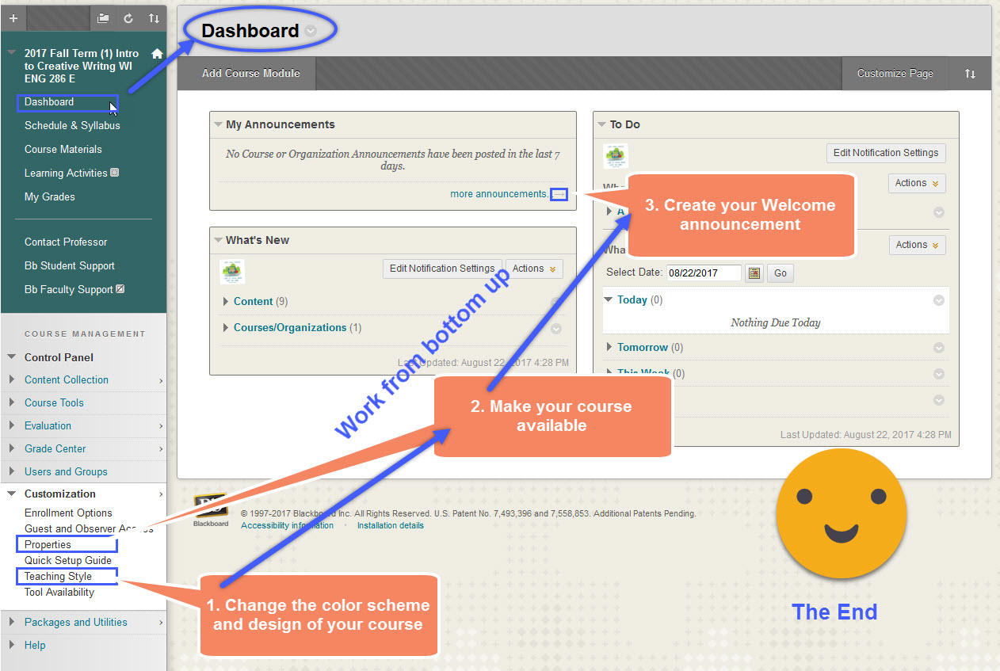 2017 Fall Term (1) Intro
to Creative Writng WI
ENG 286 E
Dashboard
Schedule & Syllabus
Course Materials
Learning Activities
My Grades
Contact Professor
Bb Student Support
Bb Faculty Support
COURSE MANAGEMENT
Control Panel
Content Collection
Course Tools
Evaluation
Grade Center
Users and Groups
Customization
Enrollment Options
Guest and Observer
Properties
Quick Setup Guide
Teaching Style
Tool Availability
Packages and Utilities
Help
Dashboard
Add Course Module
Customize Page
My Announcements
No Course or Organization Announcements have been posted in the last 7
days.
more announcements.
What's New
Edit Notification Settings
Actions
Content (9)
Courses/Organizations (1)
Last Updated: August 22, 2017 4:28 PM
To Do
Edit Notification Settings
Actions
3. Create your Welcome
announcement
Actions
Select Date: 08/22/2017 Go
Today (0)
Nothing Due Today
Tomorrow (0)
This Week (0)
Last Updated: August 22, 2017 4:28 PM
Work from bottom up
2. Make your course
available
1. Change the color scheme
and design of your course
Blackboard
© 1997-2017 Blackboard Inc. All Rights Reserved. U.S. Patent No. 7,493,396 and 7,558,853. Additional Patents Pending.
Accessibility information · Installation details
The End